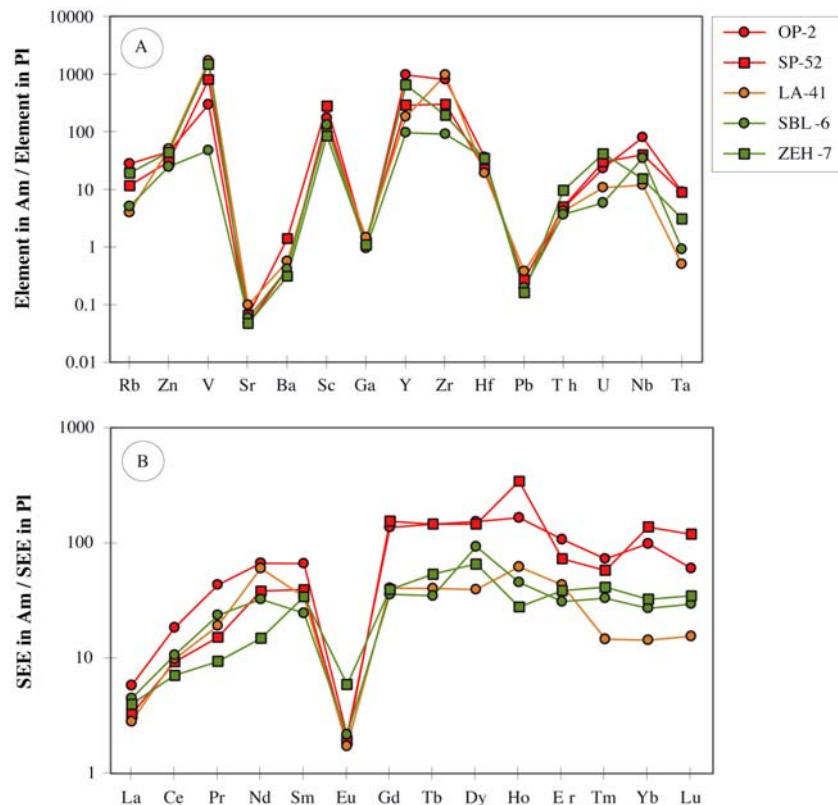 A
Element in Am / Element in Pl
10000
1000
100
10
1
0.1
0.01
Rb Zn V Sr Ba Sc Ga Y Zr Hf Pb T h U Nb Ta
OP-2
SP-52
LA-41
SBL-6
ZEH-7
B
SEE in Am / SEE in Pl
1000
100
10
1
La Ce Pr Nd Sm Eu Gd Tb Dy Ho E r Tm Yb Lu